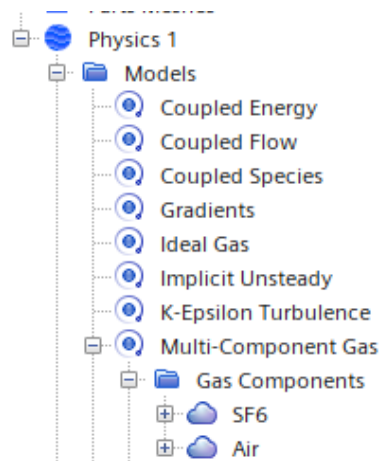 Physics 1
Models
Coupled Energy
Coupled Flow
Coupled Species
Gradients
Ideal Gas
Implicit Unsteady
K-Epsilon Turbulence
Multi-Component Gas
Gas Components
SF6
Air